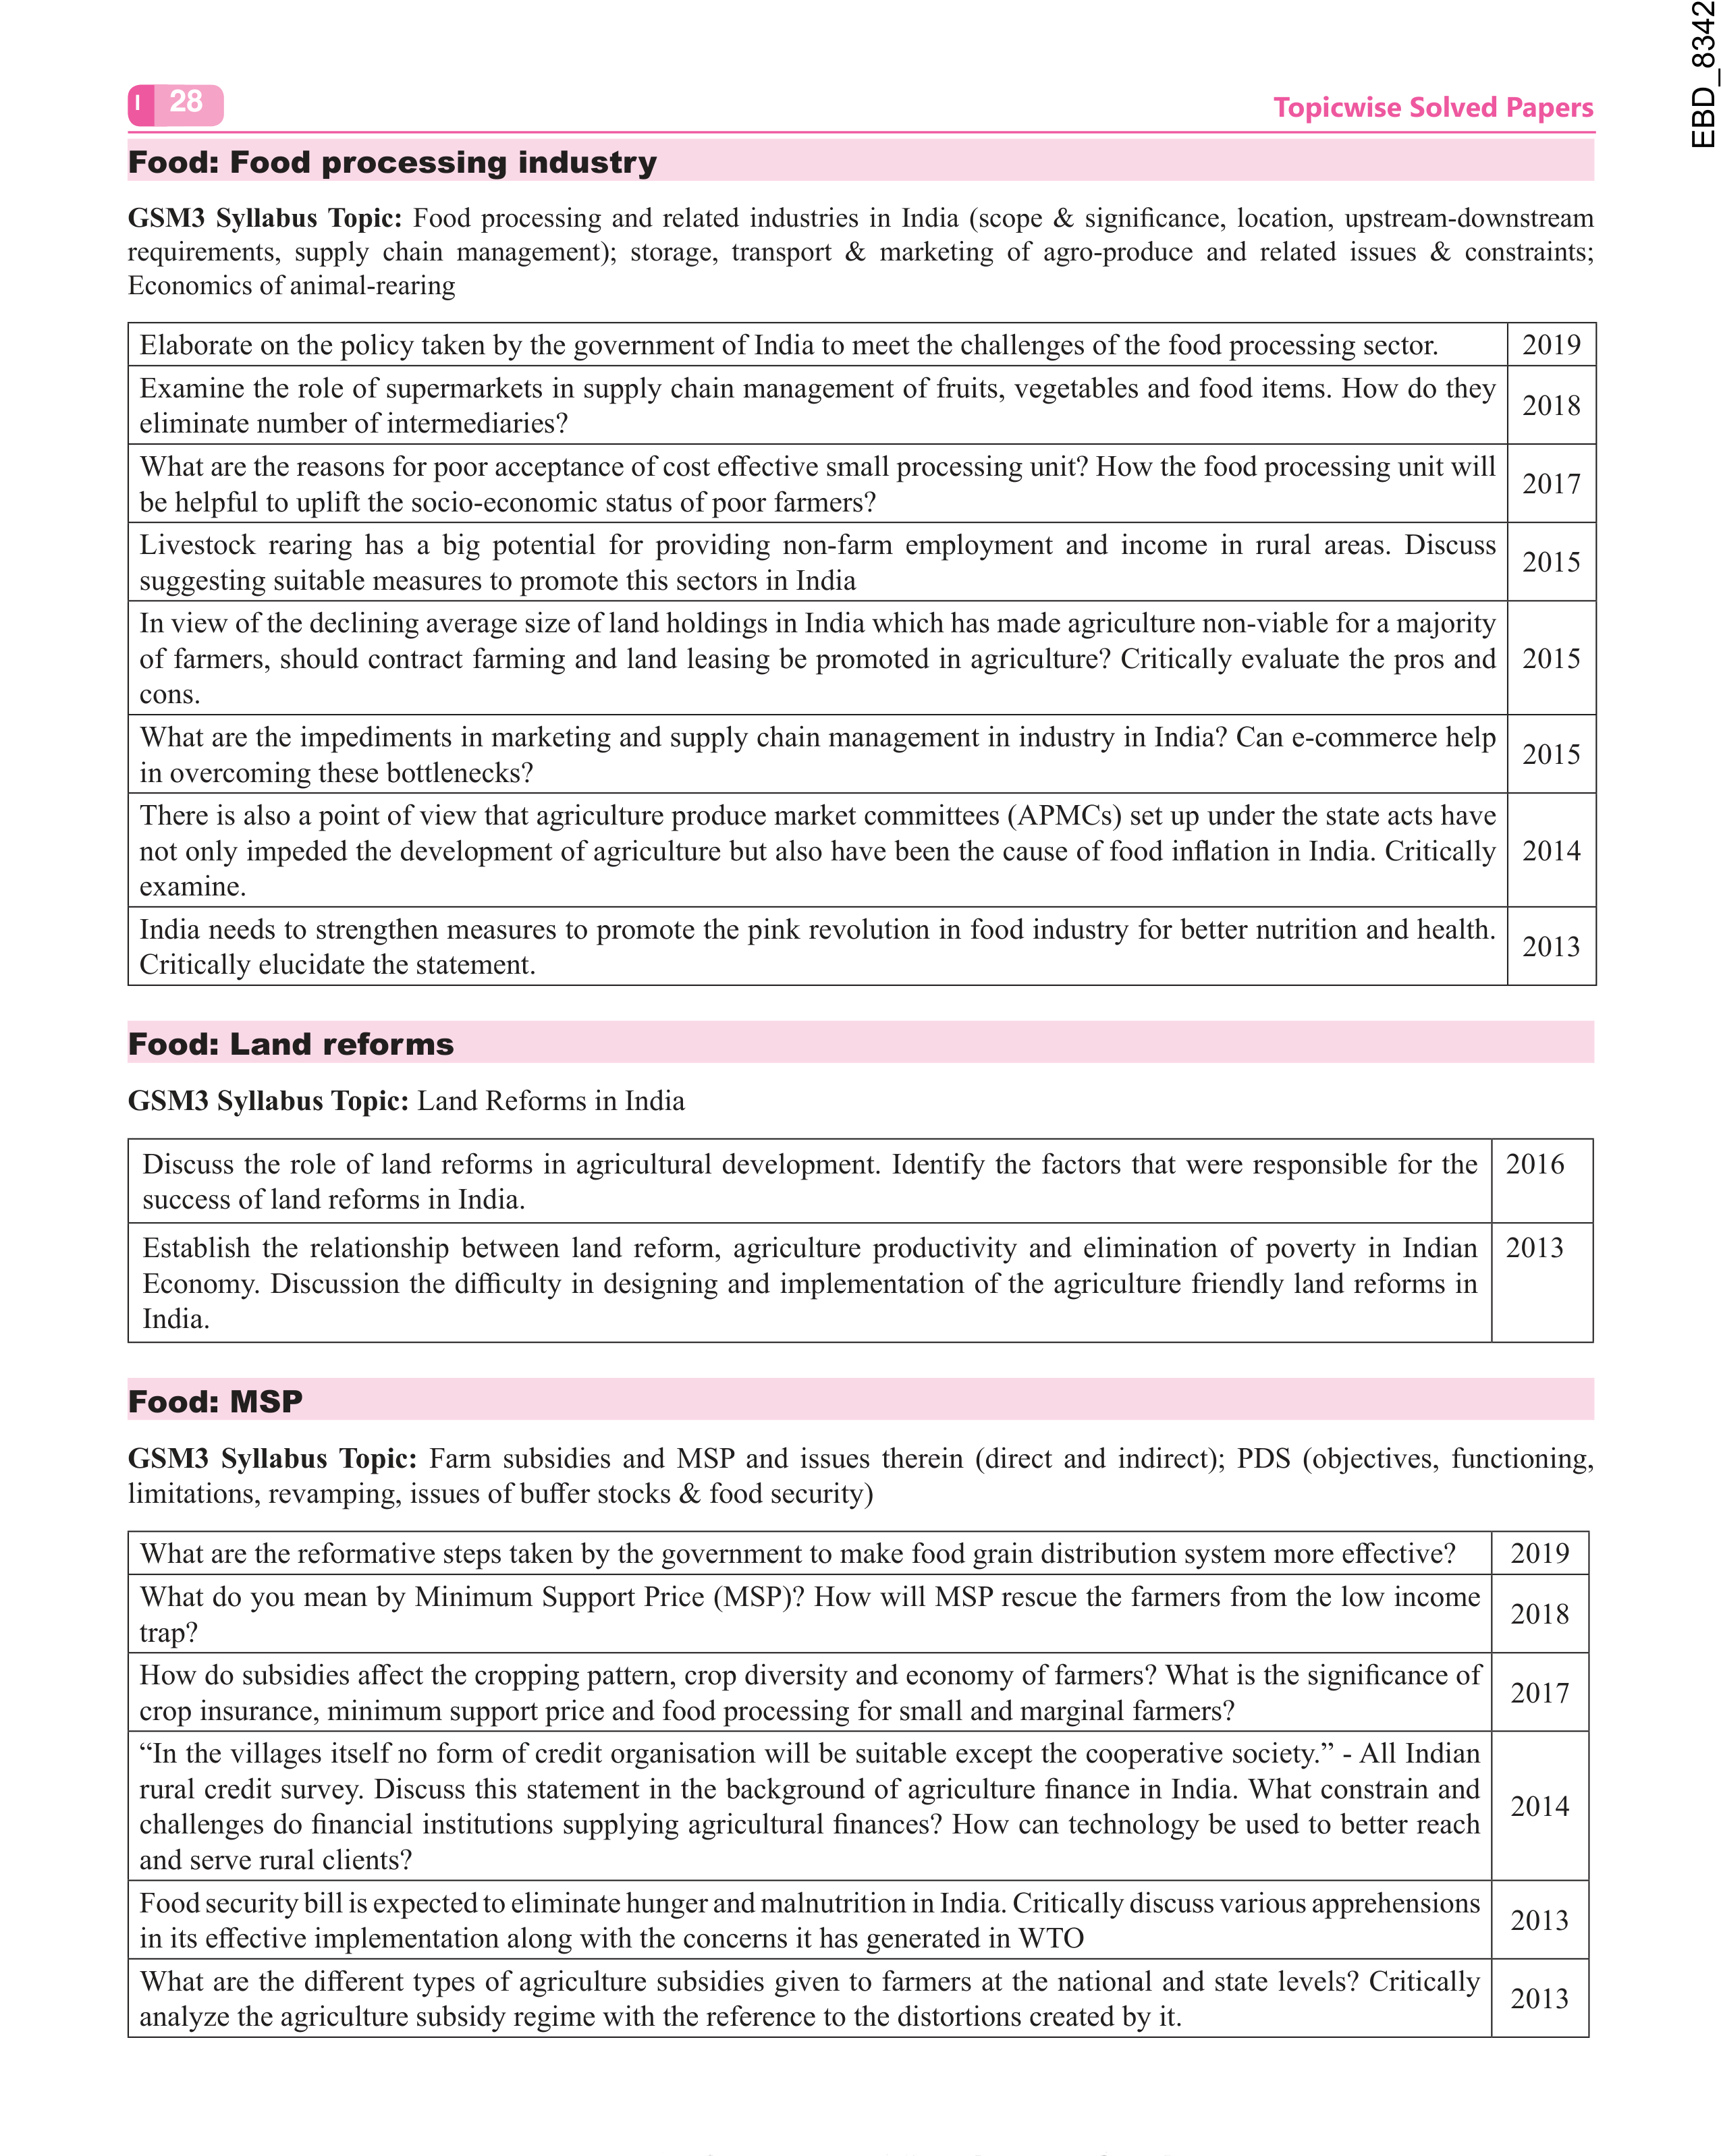 EBD_8342
I 28
Topicwise Solved Papers
Food: Food processing industry
GSM3 Syllabus Topic: Food processing and related industries in India (scope & significance, location, upstream-downstream
requirements, supply chain management); storage, transport & marketing of agro-produce and related issues & constraints;
Economics of animal-rearing
Elaborate on the policy taken by the government of India to meet the challenges of the food processing sector. 2019
Examine the role of supermarkets in supply chain management of fruits, vegetables and food items. How do they
eliminate number of intermediaries? 2018
What are the reasons for poor acceptance of cost effective small processing unit? How the food processing unit will
be helpful to uplift the socio-economic status of poor farmers? 2017
Livestock rearing has a big potential for providing non-farm employment and income in rural areas. Discuss
suggesting suitable measures to promote this sectors in India 2015
In view of the declining average size of land holdings in India which has made agriculture non-viable for a majority
of farmers, should contract farming and land leasing be promoted in agriculture? Critically evaluate the pros and 2015
cons.
What are the impediments in marketing and supply chain management in industry in India? Can e-commerce help
in overcoming these bottlenecks? 2015
There is also a point of view that agriculture produce market committees (APMCs) set up under the state acts have
not only impeded the development of agriculture but also have been the cause of food inflation in India. Critically 2014
examine.
India needs to strengthen measures to promote the pink revolution in food industry for better nutrition and health.
Critically elucidate the statement. 2013
Food: Land reforms
GSM3 Syllabus Topic: Land Reforms in India
Discuss the role of land reforms in agricultural development. Identify the factors that were responsible for the 2016
success of land reforms in India.
Establish the relationship between land reform, agriculture productivity and elimination of poverty in Indian 2013
Economy. Discussion the difficulty in designing and implementation of the agriculture friendly land reforms in
India.
Food: MSP
GSM3 Syllabus Topic: Farm subsidies and MSP and issues therein (direct and indirect); PDS (objectives, functioning,
limitations, revamping, issues of buffer stocks & food security)
What are the reformative steps taken by the government to make food grain distribution system more effective? 2019
What do you mean by Minimum Support Price (MSP)? How will MSP rescue the farmers from the low income
trap? 2018
How do subsidies affect the cropping pattern, crop diversity and economy of farmers? What is the significance of
crop insurance, minimum support price and food processing for small and marginal farmers? 2017
“In the villages itself no form of credit organisation will be suitable except the cooperative society.” - All Indian
rural credit survey. Discuss this statement in the background of agriculture finance in India. What constrain and
challenges do financial institutions supplying agricultural finances? How can technology be used to better reach 2014
and serve rural clients?
Food security bill is expected to eliminate hunger and malnutrition in India. Critically discuss various apprehensions
in its effective implementation along with the concerns it has generated in WTO 2013
What are the different types of agriculture subsidies given to farmers at the national and state levels? Critically
analyze the agriculture subsidy regime with the reference to the distortions created by it. 2013